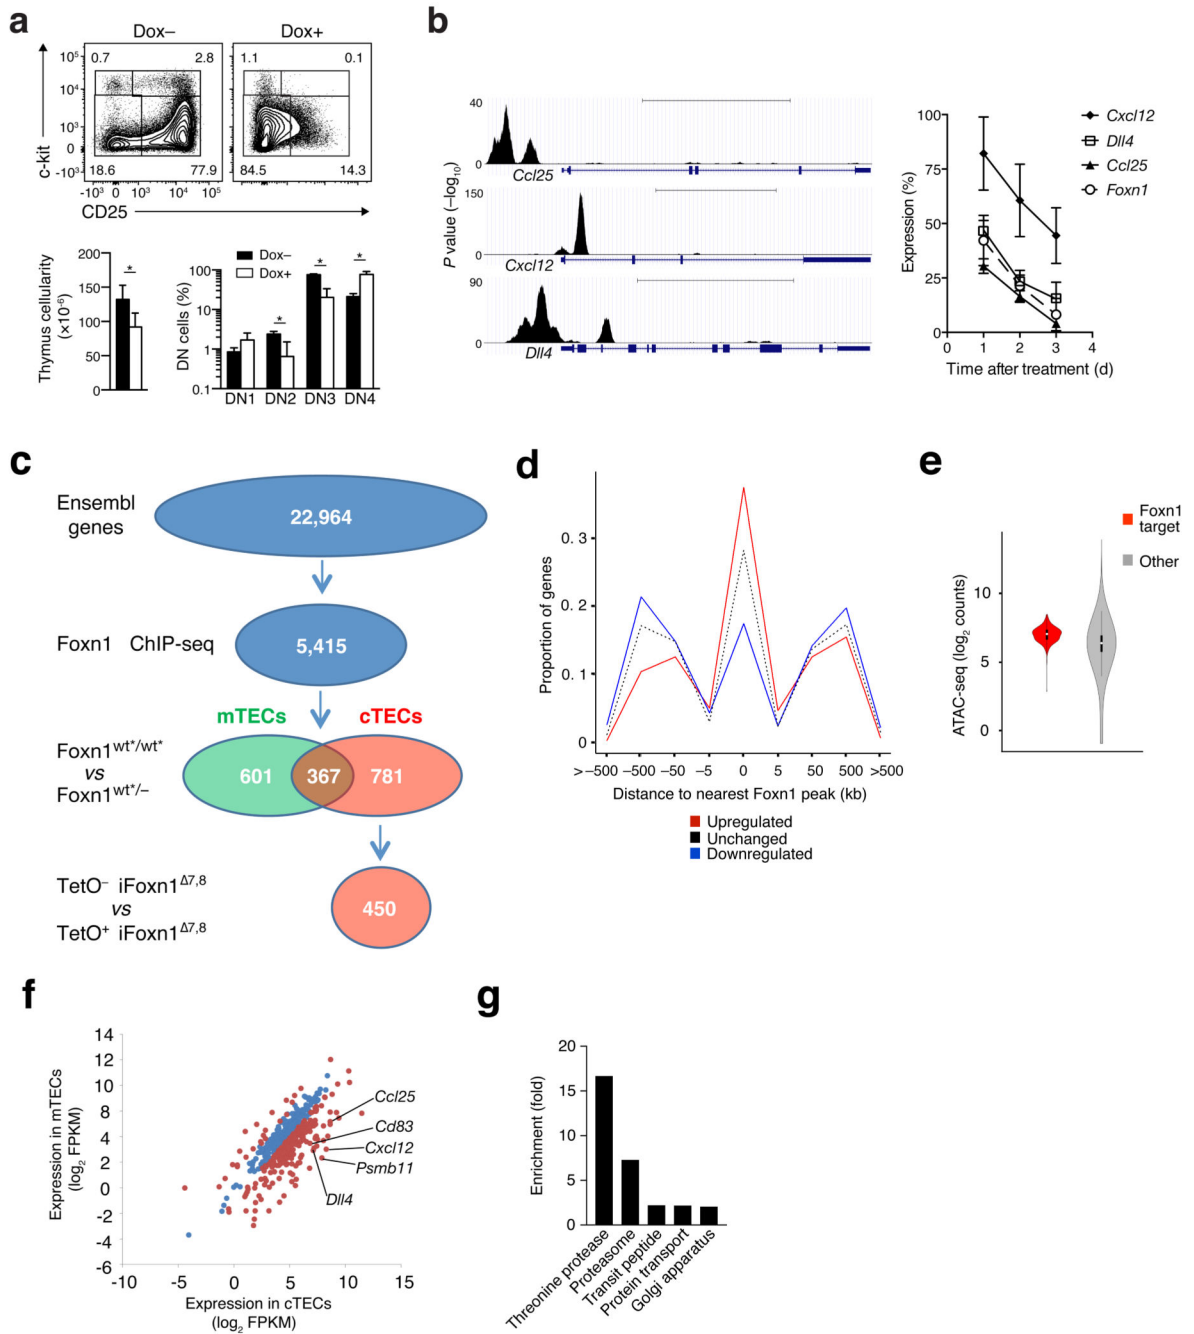 a
Dox–
Dox+
0.7
2.8
1.1
0.1
18.6
77.9
84.5
14.3
10⁵
10⁴
10³
0
-10³
c-kit
-10³ 0 10³ 10⁴ 10⁵
-10³ 0 10³ 10⁴ 10⁵
CD25
Thymus cellularity
(×10⁻⁶)
200
150
100
50
0
*
DN cells (%)
100
10
1
0.1
Dox–
Dox+
*
*
*
DN1 DN2 DN3 DN4
b
P value (–log₁₀)
40
0
Ccl25
150
0
Cxcl12
90
0
Dll4
Expression (%)
100
75
50
25
0
0 1 2 3 4
Time after treatment (d)
Cxcl12
Dll4
Ccl25
Foxn1
c
Ensembl
genes
22,964
Foxn1 ChIP-seq
5,415
mTECs
cTECs
Foxn1ʷᵗ*/ʷᵗ*
vs
Foxn1ʷᵗ*/–
601
367
781
TetO⁻ iFoxn1Δ7,8
vs
TetO⁺ iFoxn1Δ7,8
450
d
Proportion of genes
0. 3
0.2
0.1
0
>−500 −500 −50 −5 0 5 50 500 >500
Distance to nearest Foxn1 peak (kb)
Upregulated
Unchanged
Downregulated
e
Foxn1
target
Other
ATAC-seq (log₂ counts)
10
5
0
f
Expression in mTECs
(log₂ FPKM)
14
12
10
8
4
2
0
-2
-4
-6
-10 -5 0 5 10 15
Expression in cTECs
(log₂ FPKM)
Ccl25
Cd83
Cxcl12
Psmb11
Dll4
g
Enrichment (fold)
20
15
10
5
0
Threonine protease
Proteasome
Transit peptide
Protein transport
Golgi apparatus